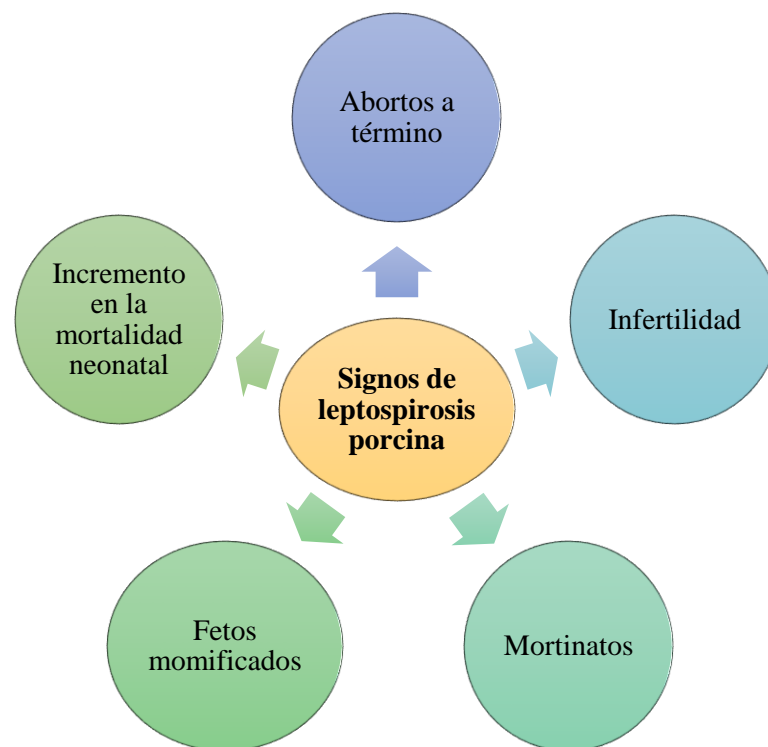 Abortos a
término
Incremento
en la
mortalidad
neonatal
Infertilidad
Signos de
leptospirosis
porcina
Fetos
momificados
Mortinatos